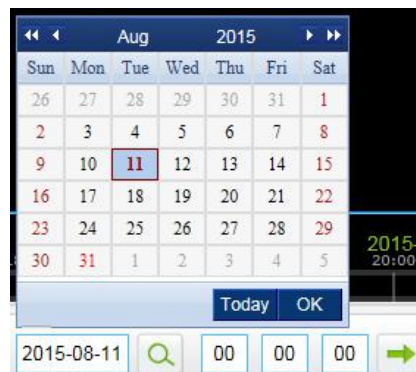 Aug 2015
Sun Mon Tue Wed Thu Fri Sat
26 27 28 29 30 31 1
2 3 4 5 6 7 8
9 10 11 12 13 14 15
16 17 18 19 20 21 22
23 24 25 26 27 28 29
30 31 1 2 3 4 5
2015-
20:00
Today OK
2015-08-11 00 00 00